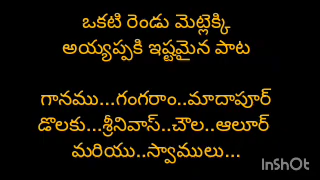 ఒకటి రెండు మెట్లెక్కి
అయ్యప్పకి ఇష్టమైన పాట
గానము...గంగరాం..మాదాపూర్
డొలకు...శ్రీనివాస్..చౌల..ఆలూర్
మరియు..స్వాములు...
InShOt